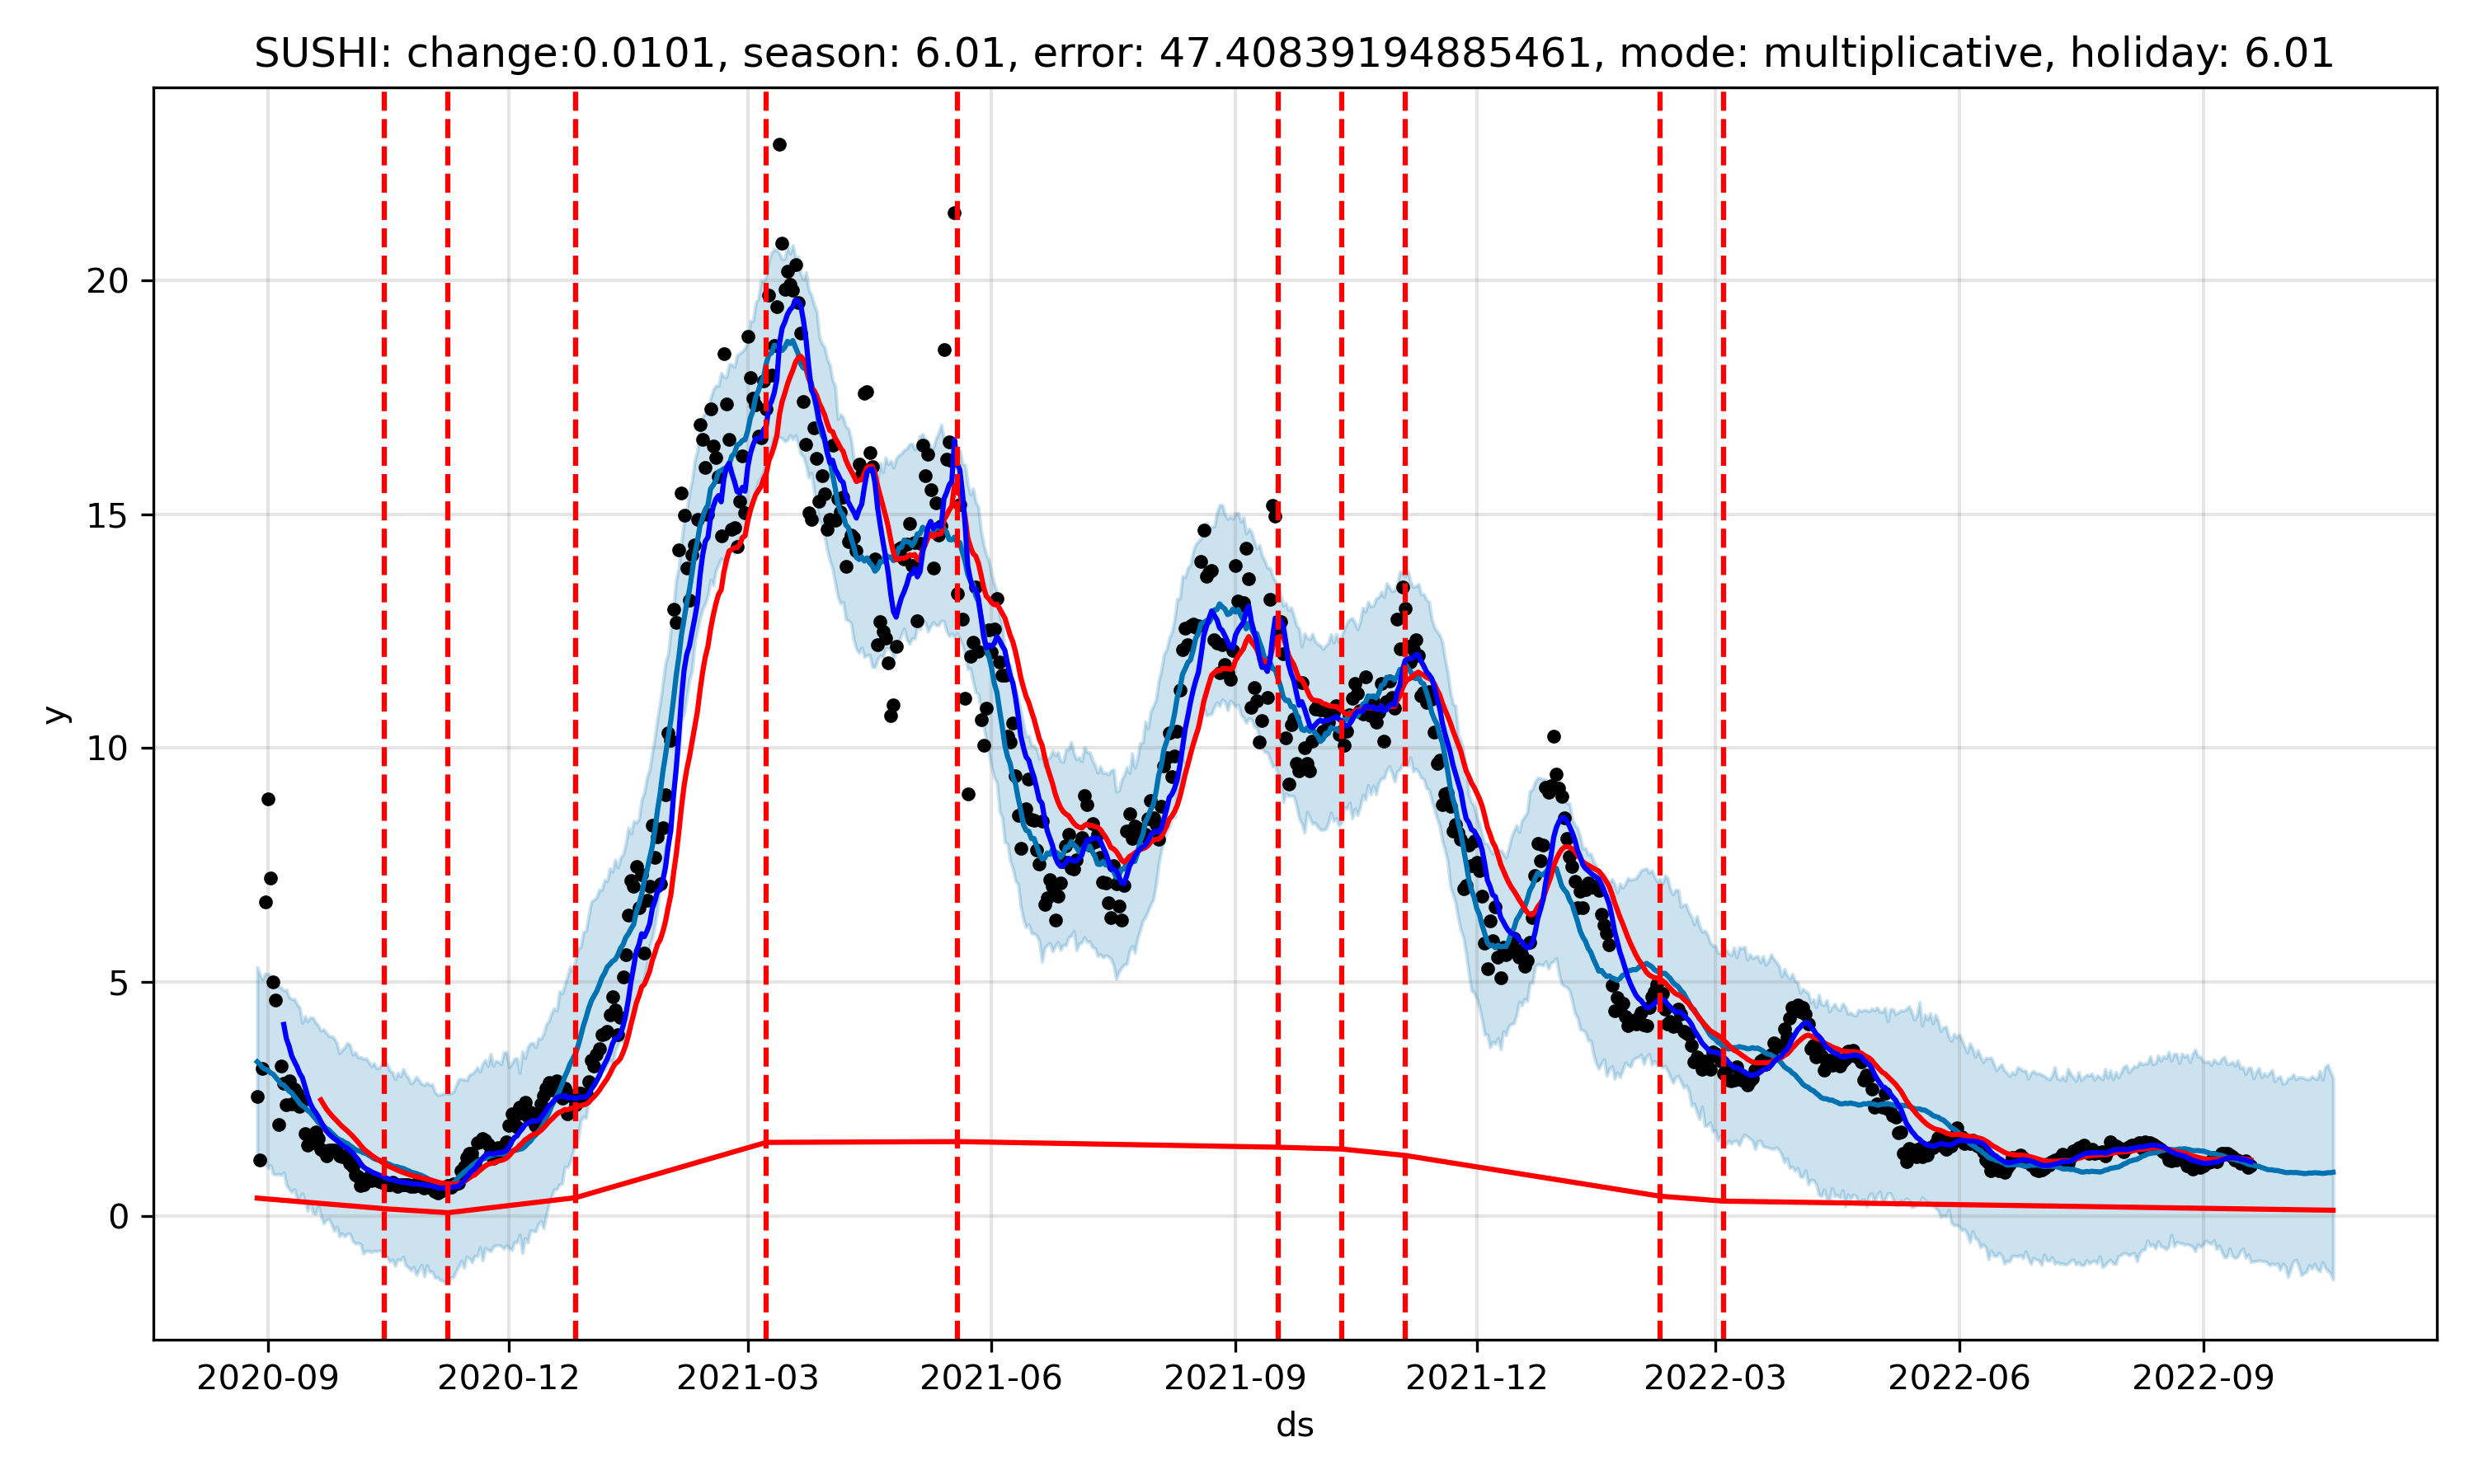 SUSHI: change:0.0101, season: 6.01, error: 47.40839194885461, mode: multiplicative, holiday: 6.01
20
15
10
5
0
y
2020-09 2020-12 2021-03 2021-06 2021-09 2021-12 2022-03 2022-06 2022-09
ds